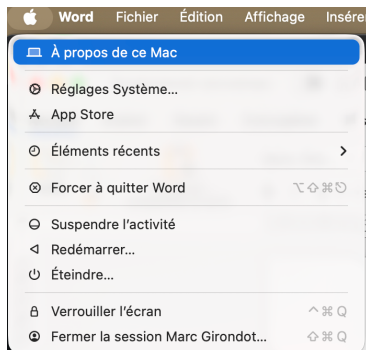 Word Fichier Édition Affichage Insére
À propos de ce Mac
Réglages Système...
App Store
Éléments récents
Forcer à quitter Word ⌥⇧⌘⎋
Suspendre l’activité
Redémarrer...
Éteindre...
Verrouiller l’écran ^⌘Q
Fermer la session Marc Girondot... ⇧⌘Q